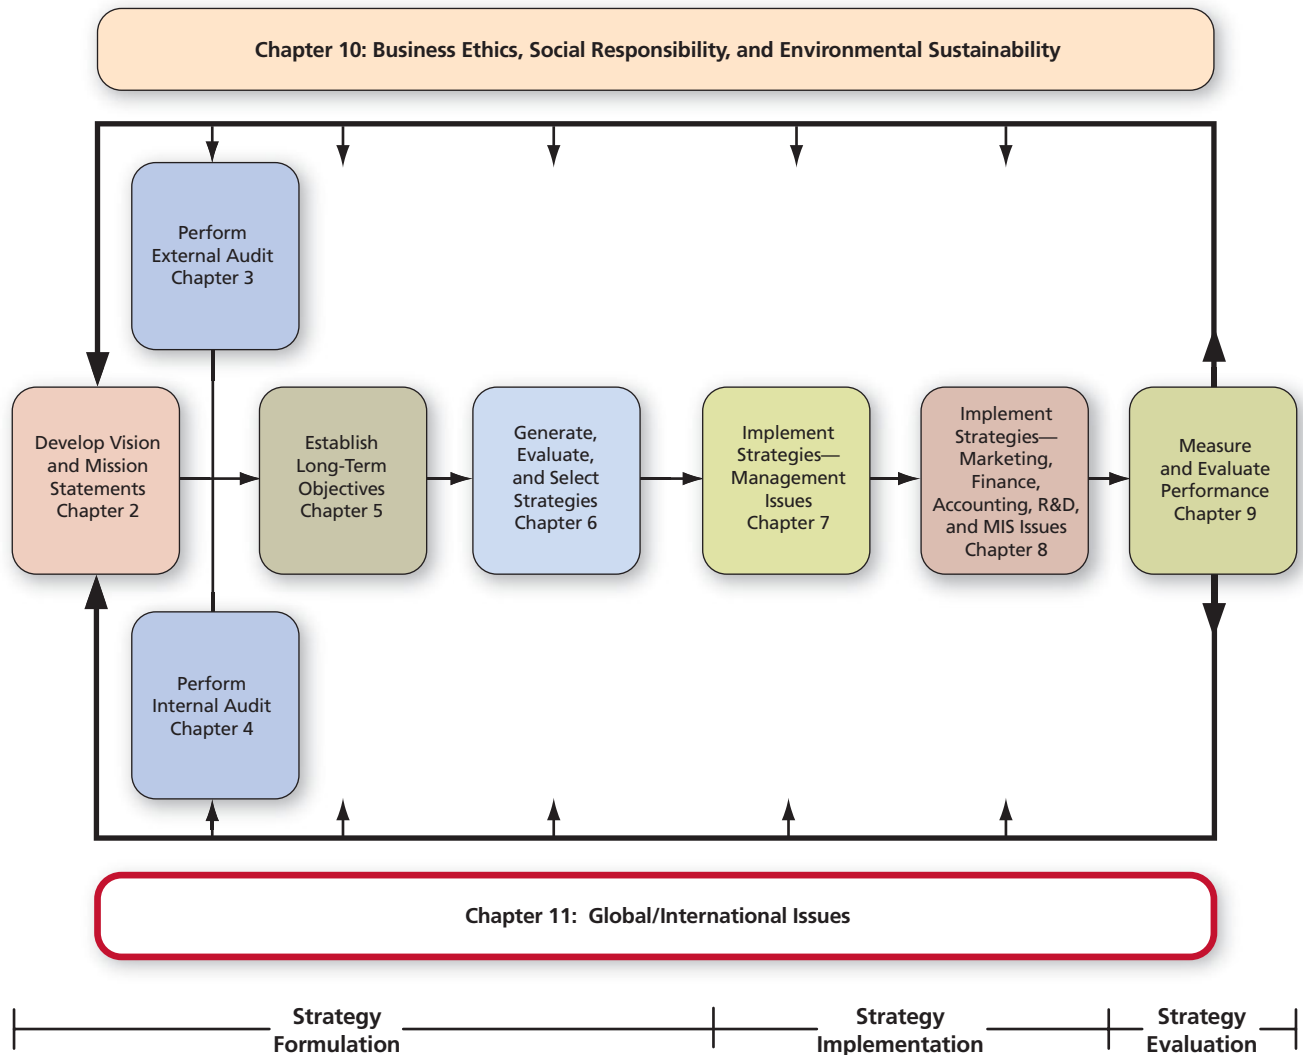 Chapter 10: Business Ethics, Social Responsibility, and Environmental Sustainability
Perform
External Audit
Chapter 3
Develop Vision
and Mission
Statements
Chapter 2
Establish
Long-Term
Objectives
Chapter 5
Generate,
Evaluate,
and Select
Strategies
Chapter 6
Implement
Strategies—
Management
Issues
Chapter 7
Implement
Strategies—
Marketing,
Finance,
Accounting, R&D,
and MIS Issues
Chapter 8
Measure
and Evaluate
Performance
Chapter 9
Perform
Internal Audit
Chapter 4
Chapter 11: Global/International Issues
Strategy
Formulation
Strategy
Implementation
Strategy
Evaluation